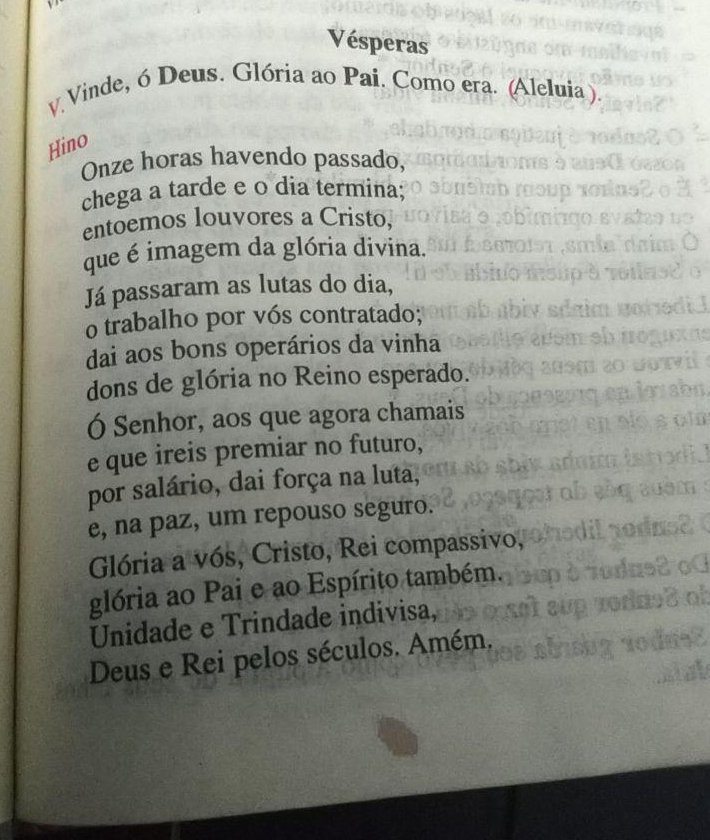 Vésperas
V. Vinde, ó Deus. Glória ao Pai. Como era. (Aleluia).
Hino
Onze horas havendo passado,
chega a tarde e o dia termina;
entoemos louvores a Cristo,
que é imagem da glória divina.
Já passaram as lutas do dia,
o trabalho por vós contratado;
dai aos bons operários da vinha
dons de glória no Reino esperado.
Ó Senhor, aos que agora chamais
e que ireis premiar no futuro,
por salário, dai força na luta,
e, na paz, um repouso seguro.
Glória a vós, Cristo, Rei compassivo,
glória ao Pai e ao Espírito também.
Unidade e Trindade indivisa,
Deus e Rei pelos séculos. Amém.